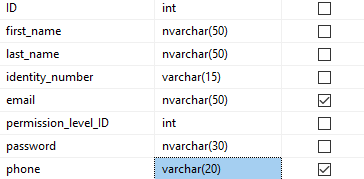 ID int
first_name nvarchar(50)
last_name nvarchar(50)
identity_number varchar(15)
email nvarchar(50)
permission_level_ID int
password nvarchar(30)
phone varchar(20)